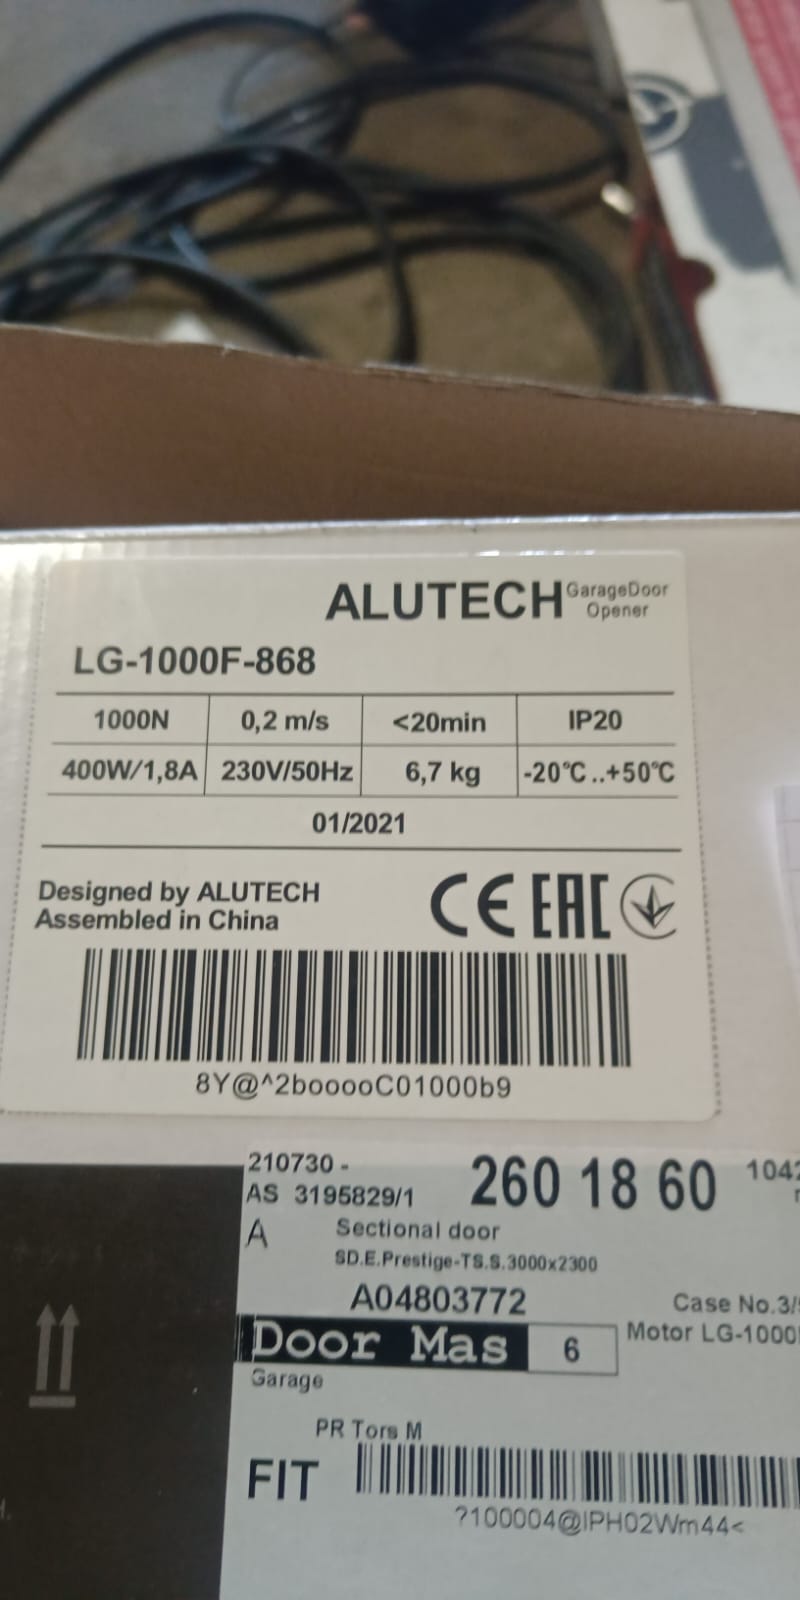 ALUTECH GarageDoor
Opener
LG-1000F-868
1000N 0,2 m/s <20min IP20
400W/1,8A 230V/50Hz 6,7 kg -20°C..+50°C
01/2021
Designed by ALUTECH
Assembled in China
CE EAC
8Y@^2booooC01000b9
210730 -
AS 3195829/1
260 18 60
A
Sectional door
SD.E.Prestige-TS.S.3000x2300
A04803772
Case No.3/
Door Mas 6
Motor LG-1000
Garage
PR Tors M
FIT
?100004@IPH02Wm44<